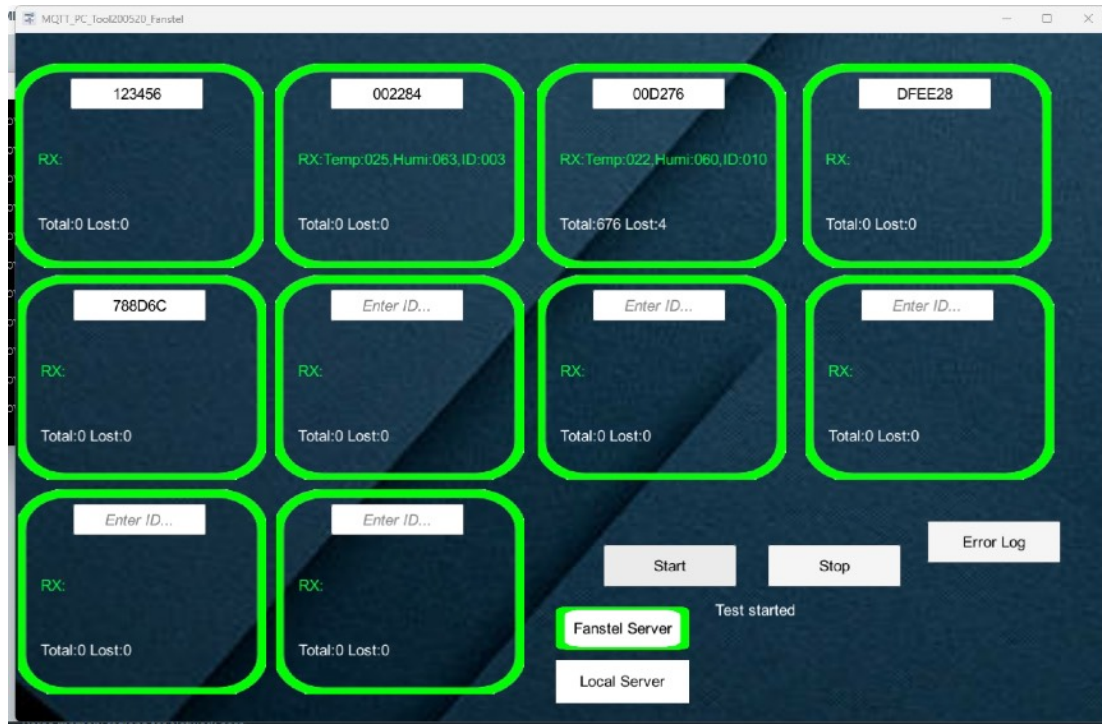 MQTT_PC_Tool200520_Fanstel
123456
RX:
Total:0 Lost:0
002284
RX:Temp:025,Humi:063,ID:003
Total:0 Lost:0
00D276
RX:Temp:022,Humi:060,ID:010
Total:676 Lost:4
DFEE28
RX:
Total:0 Lost:0
788D6C
RX:
Total:0 Lost:0
Enter ID...
RX:
Total:0 Lost:0
Enter ID...
RX:
Total:0 Lost:0
Enter ID...
RX:
Total:0 Lost:0
Enter ID...
RX:
Total:0 Lost:0
Enter ID...
RX:
Total:0 Lost:0
Error Log
Start
Stop
Test started
Fanstel Server
Local Server